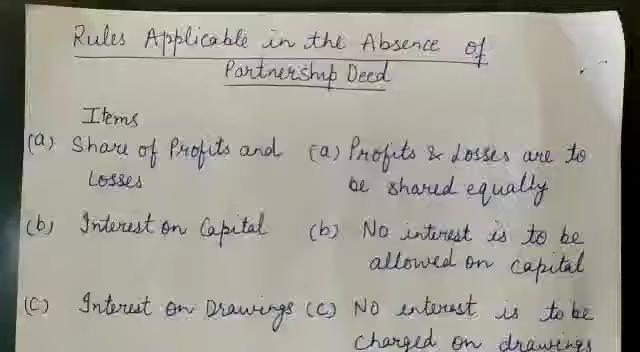 Rules Applicable in the Absence of
Partnership Deed
Items
(a) Share of Profits and (a) Profits & Losses are to
Losses be shared equally
(b) Interest on Capital (b) No interest is to be
allowed on capital
(c) Interest on Drawings (c) No interest is to be
charged on drawings